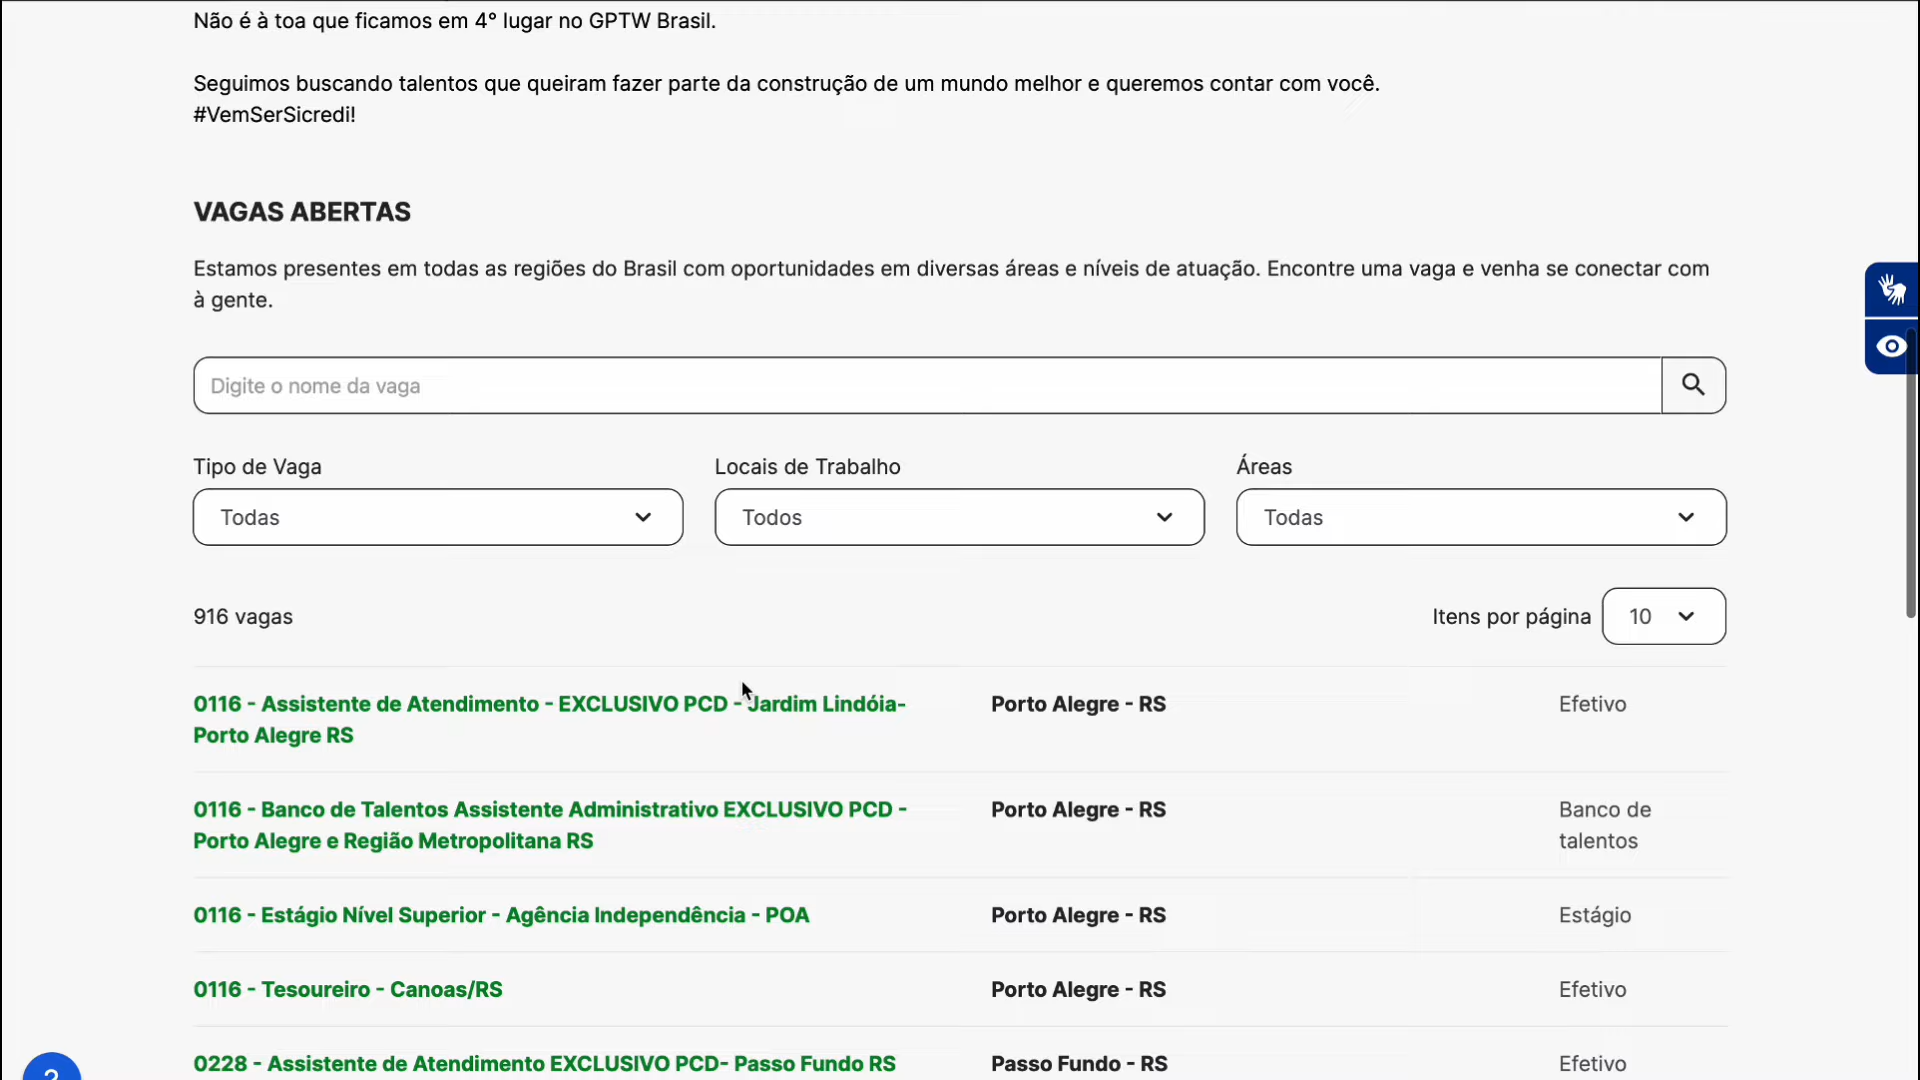 Não é à toa que ficamos em 4° lugar no GPTW Brasil.
Seguimos buscando talentos que queiram fazer parte da construção de um mundo melhor e queremos contar com você.
#VemSerSicredi!
VAGAS ABERTAS
Estamos presentes em todas as regiões do Brasil com oportunidades em diversas áreas e níveis de atuação. Encontre uma vaga e venha se conectar com
à gente.
Digite o nome da vaga
Tipo de Vaga
Todas
Locais de Trabalho
Todos
Áreas
Todas
916 vagas
Itens por página
10
0116 - Assistente de Atendimento - EXCLUSIVO PCD - Jardim Lindóia-
Porto Alegre RS
Porto Alegre - RS
Efetivo
0116 - Banco de Talentos Assistente Administrativo EXCLUSIVO PCD -
Porto Alegre e Região Metropolitana RS
Porto Alegre - RS
Banco de
talentos
0116 - Estágio Nível Superior - Agência Independência - POA
Porto Alegre - RS
Estágio
0116 - Tesoureiro - Canoas/RS
Porto Alegre - RS
Efetivo
0228 - Assistente de Atendimento EXCLUSIVO PCD- Passo Fundo RS
Passo Fundo - RS
Efetivo
?